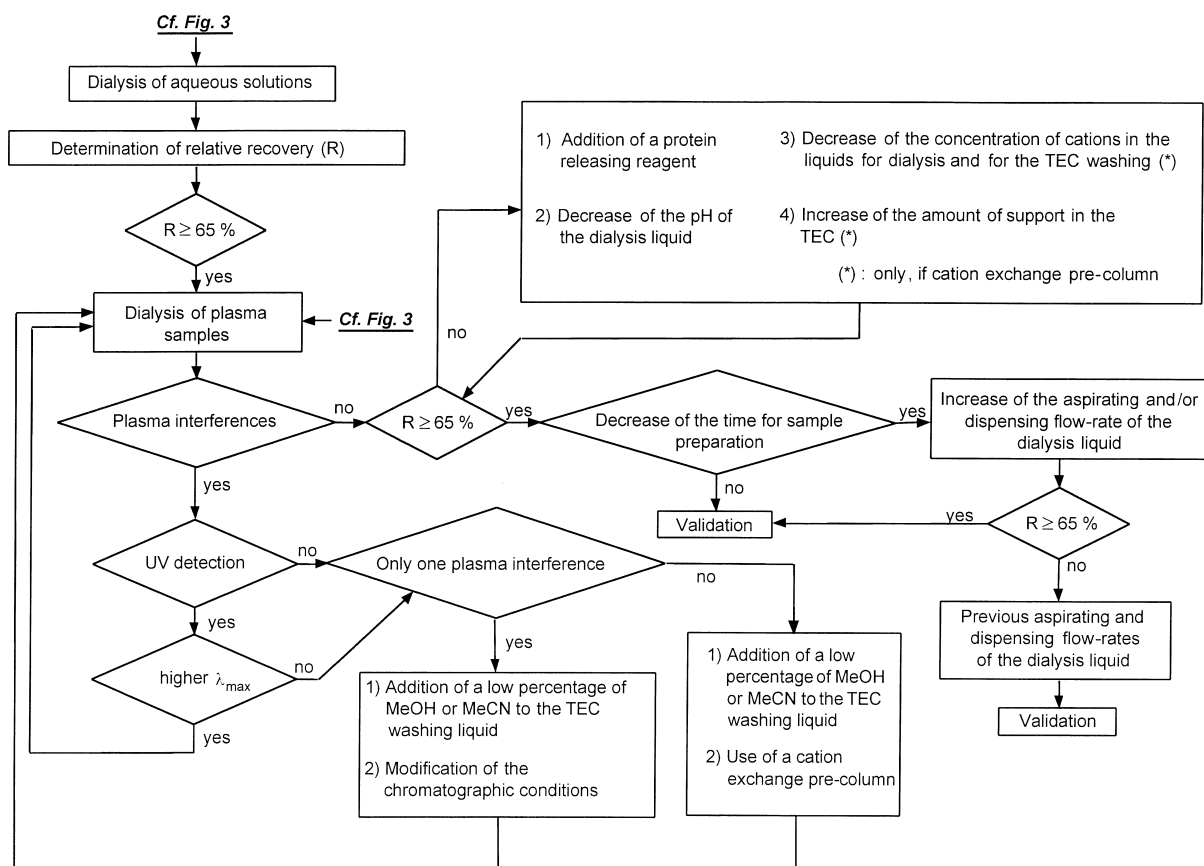 Cf. Fig. 3
Dialysis of aqueous solutions
Determination of relative recovery (R)
R ≥ 65 %
yes
Dialysis of plasma
samples
Cf. Fig. 3
1) Addition of a protein
releasing reagent
2) Decrease of the pH of
the dialysis liquid
3) Decrease of the concentration of cations in the
liquids for dialysis and for the TEC washing (*)
4) Increase of the amount of support in the
TEC (*)
(*) : only, if cation exchange pre-column
no
Plasma interferences
no
R ≥ 65 %
yes
Decrease of the time for sample
preparation
yes
Increase of the aspirating and/or
dispensing flow-rate of the
dialysis liquid
yes
no
Validation
yes
R ≥ 65 %
no
UV detection
no
Only one plasma interference
no
Previous aspirating and
dispensing flow-rates
of the dialysis liquid
yes
higher λmax
no
yes
yes
1) Addition of a low percentage of
MeOH or MeCN to the TEC
washing liquid
2) Modification of the
chromatographic conditions
1) Addition of a low
percentage of MeOH
or MeCN to the TEC
washing liquid
2) Use of a cation
exchange pre-column
Validation